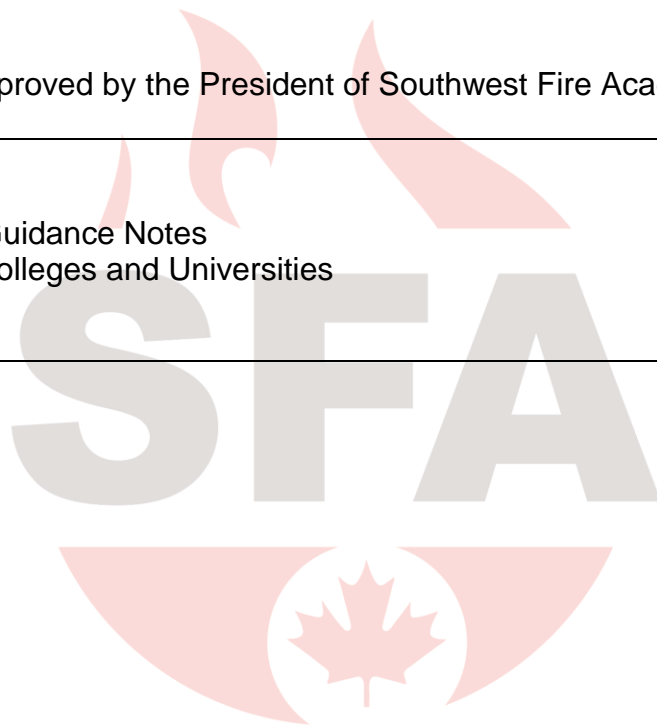 proved by the President of Southwest Fire Aca
uidance Notes
olleges and Universities
SFA